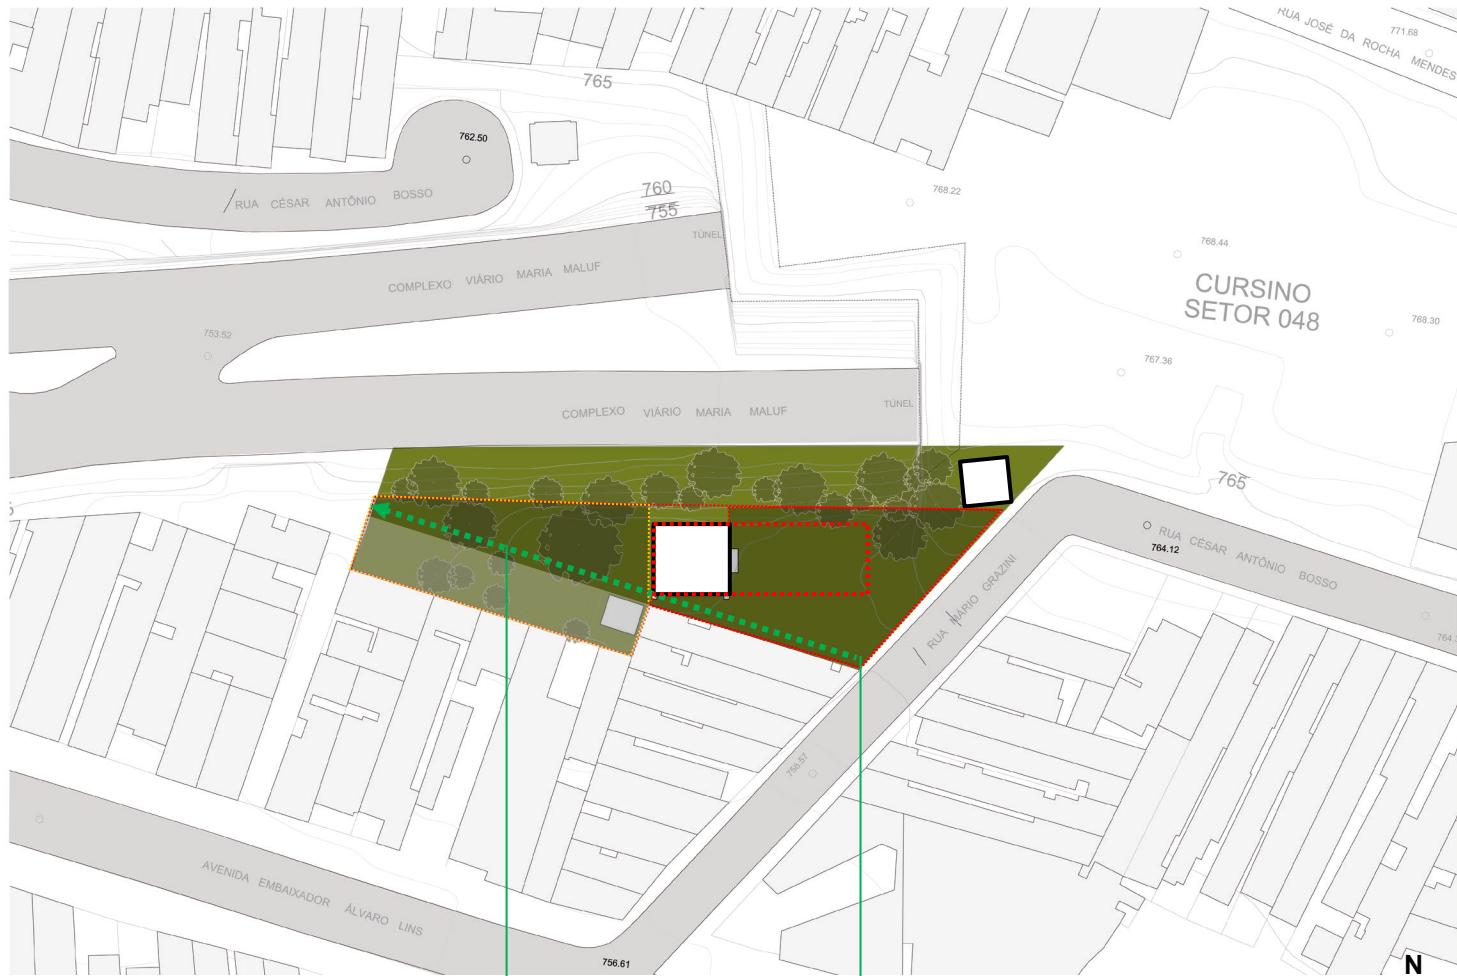 RUA JOSÉ DA ROCHA MENDES
771.68
765
762.50
RUA CÉSAR ANTÔNIO BOSSO
760
755
768.22
TÚNEL
768.44
COMPLEXO VIÁRIO MARIA MALUF
CURSINO
SETOR 048
768.30
753.52
767.36
COMPLEXO VIÁRIO MARIA MALUF
TÚNEL
765
RUA CÉSAR ANTÔNIO BOSSO
764.12
RUA MÁRIO GRAZINI
758.57
AVENIDA EMBAIXADOR ÁLVARO LINS
756.61
N